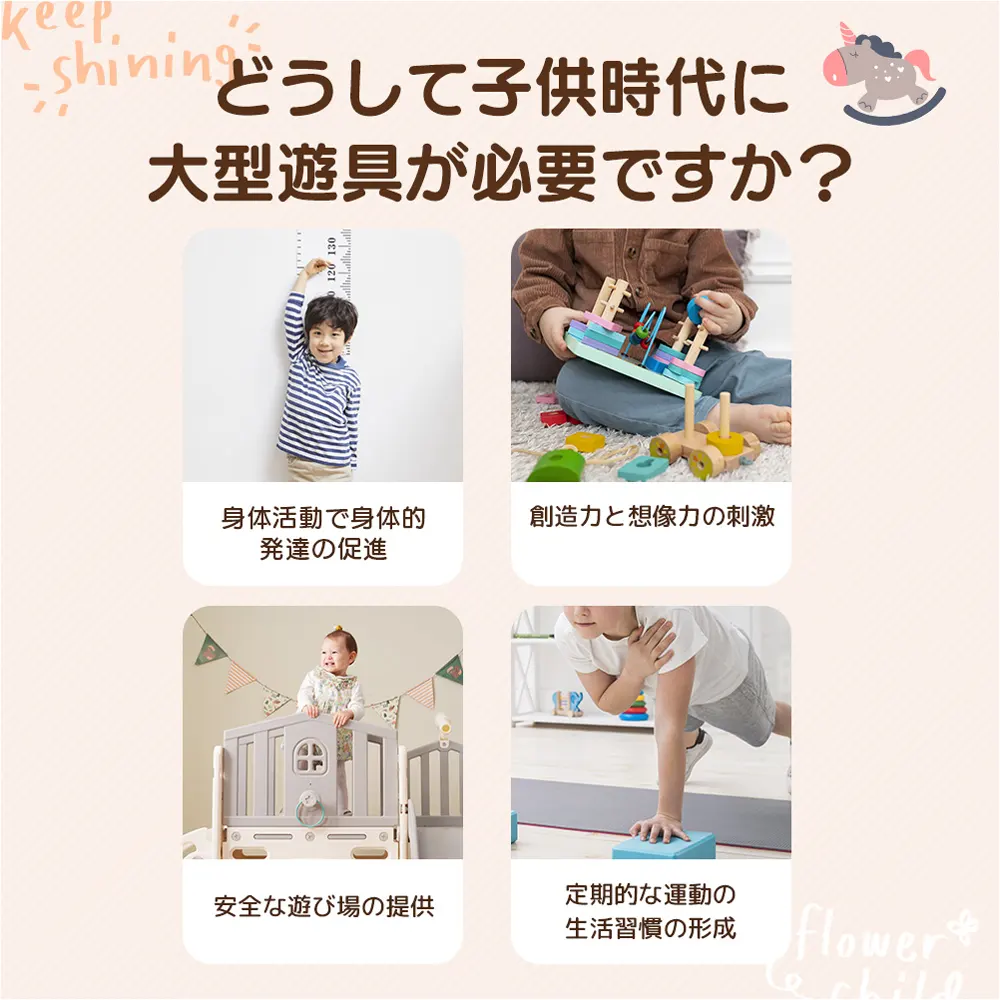 keep
shining
どうして子供時代に
大型遊具が必要ですか？
130
120
身体活動で身体的
発達の促進
創造力と想像力の刺激
安全な遊び場の提供
定期的な運動の
生活習慣の形成
flower
child